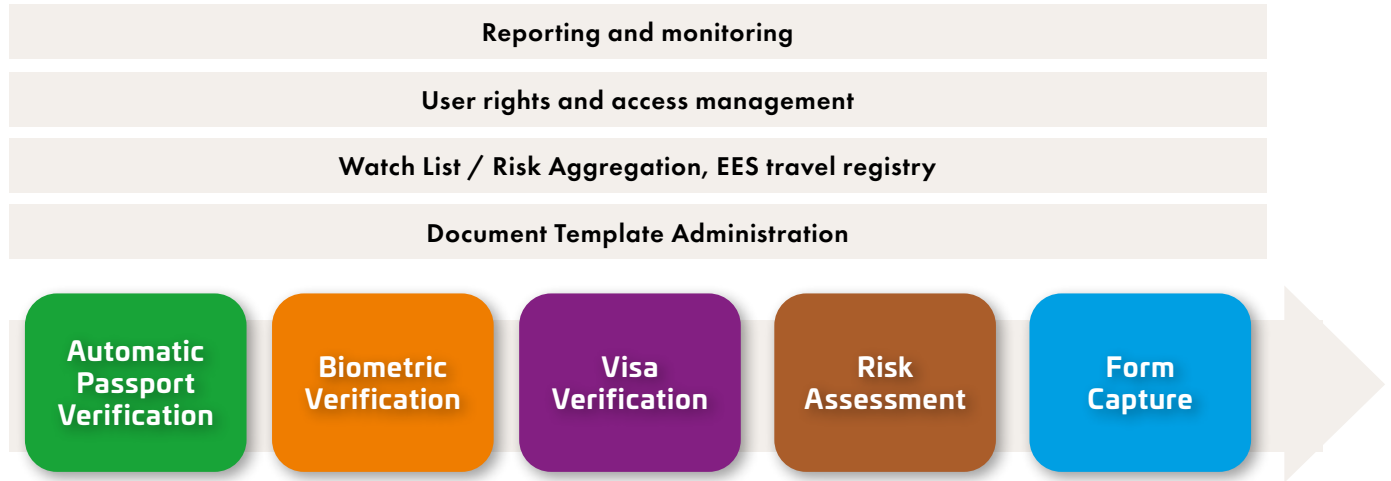 Reporting and monitoring
User rights and access management
Watch List / Risk Aggregation, EES travel registry
Document Template Administration
Automatic
Passport
Verification
Biometric
Verification
Visa
Verification
Risk
Assessment
Form
Capture